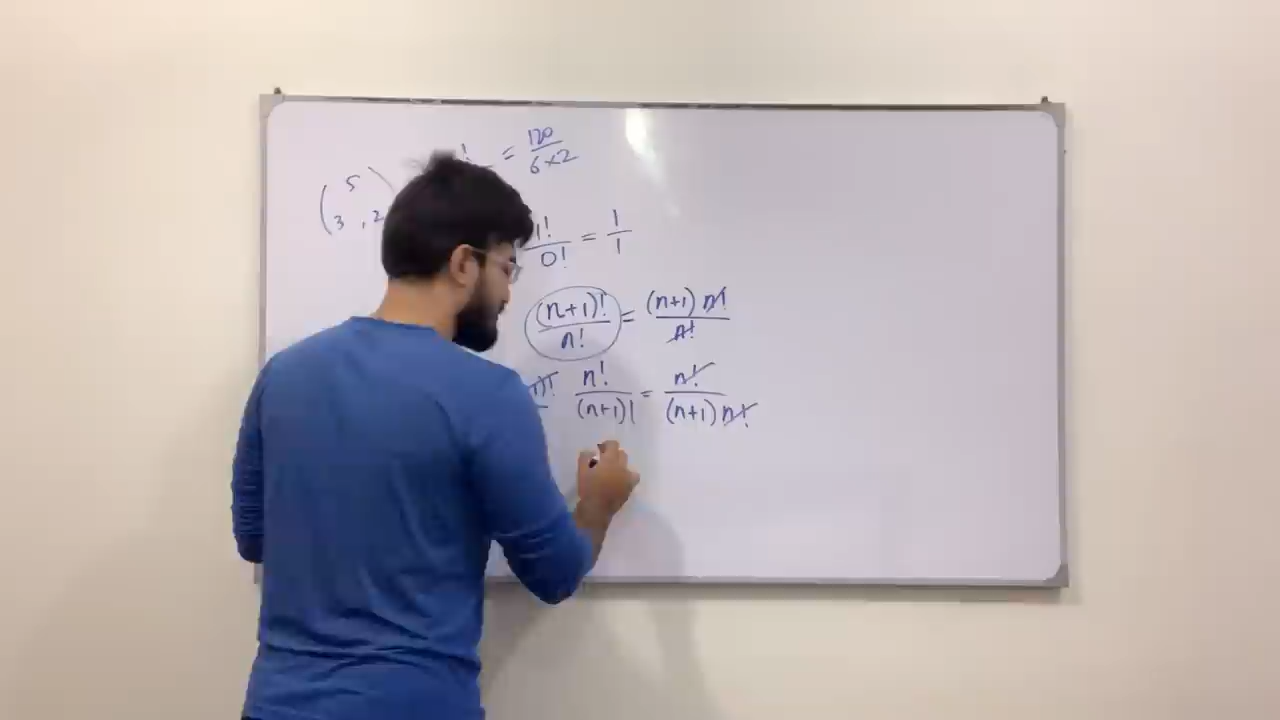 ! = 120 / 6×2
( 5
3 , 2
1! / 0! = 1 / 1
(n+1)! / n! = (n+1) n! / n!
n! / (n+1)! = n! / (n+1) n!